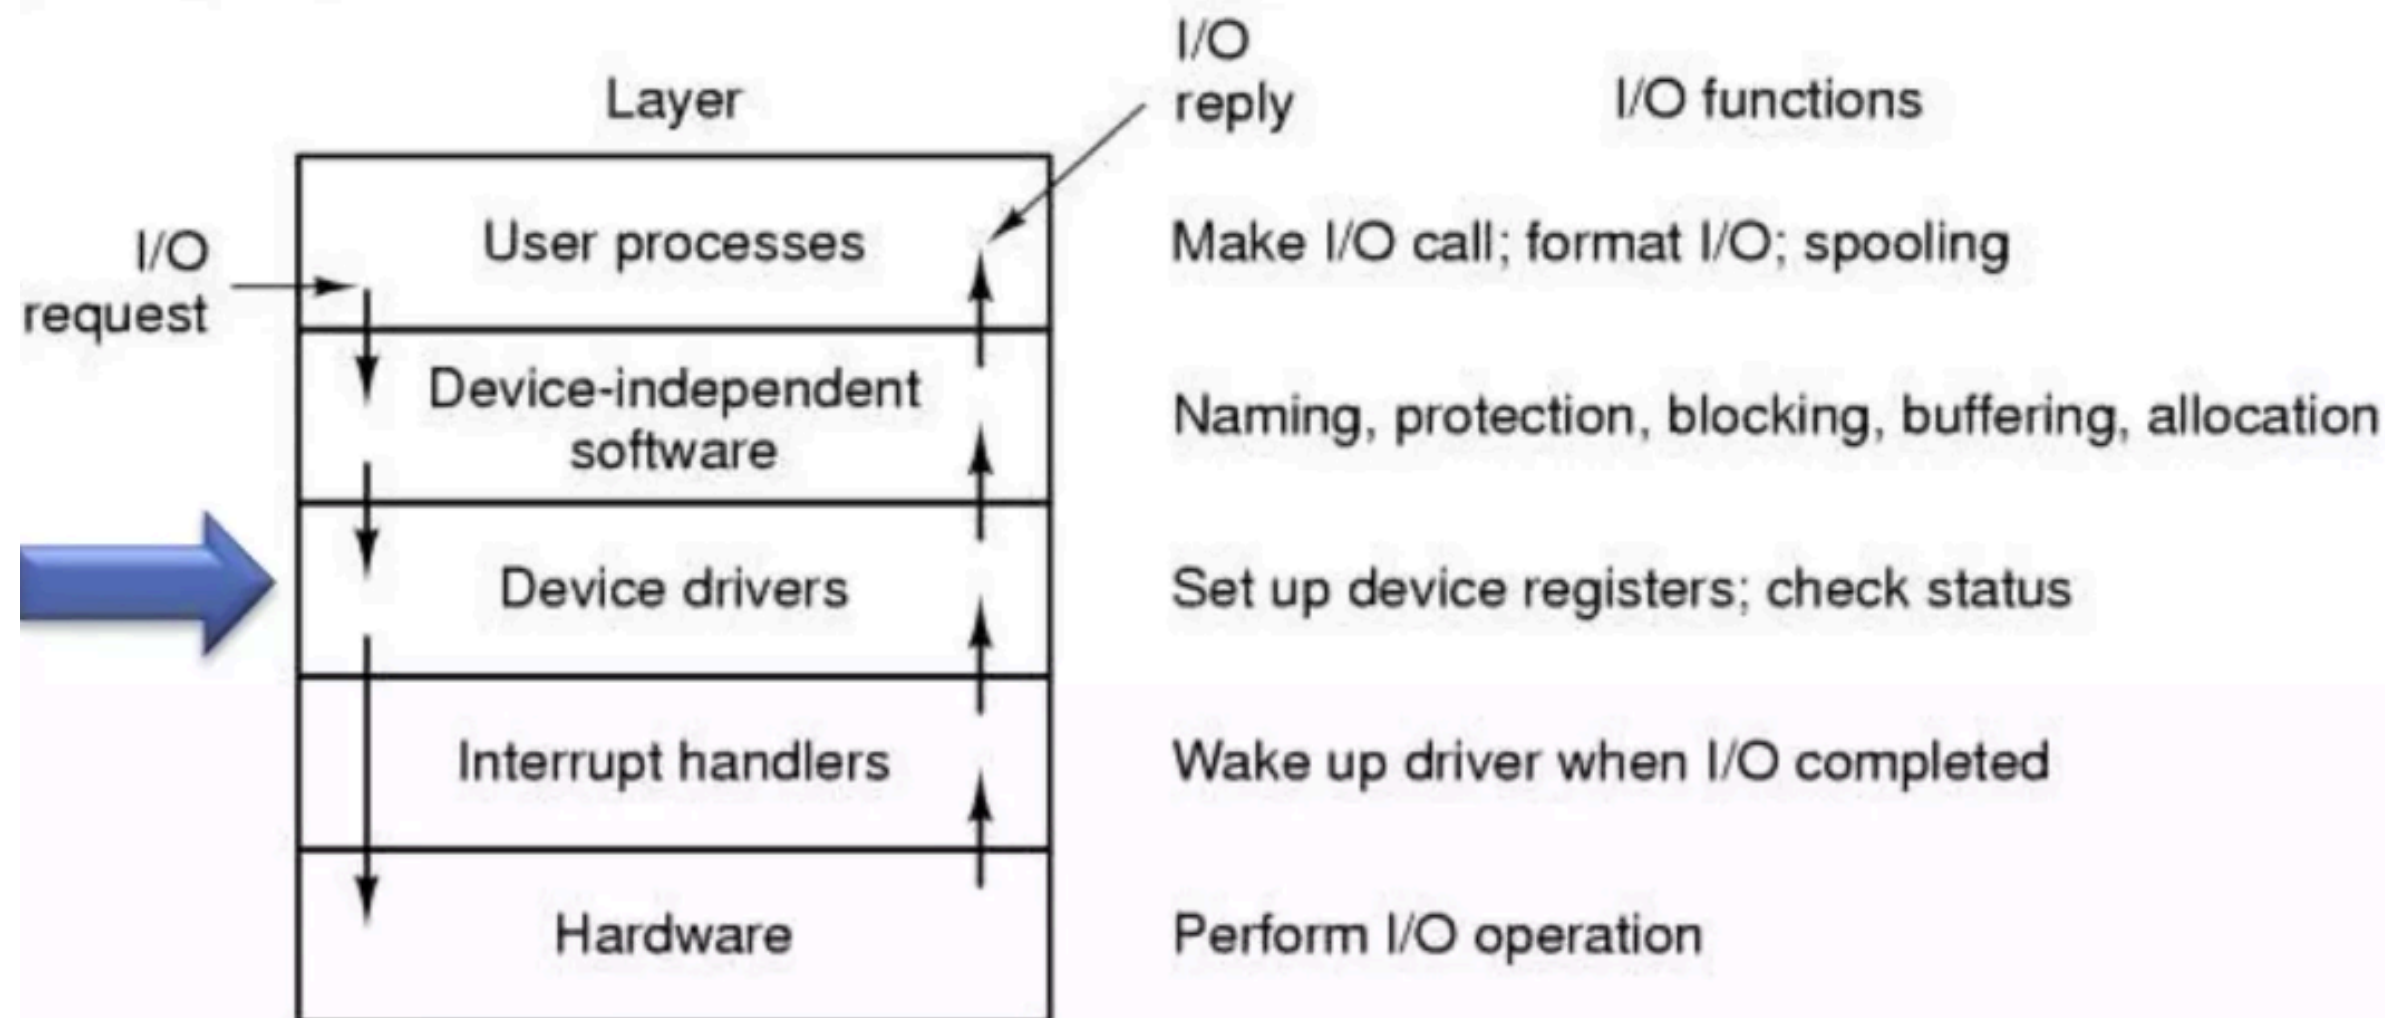 I/O
reply
Layer
I/O functions
I/O
request
User processes
Make I/O call; format I/O; spooling
Device-independent
software
Naming, protection, blocking, buffering, allocation
Device drivers
Set up device registers; check status
Interrupt handlers
Wake up driver when I/O completed
Hardware
Perform I/O operation